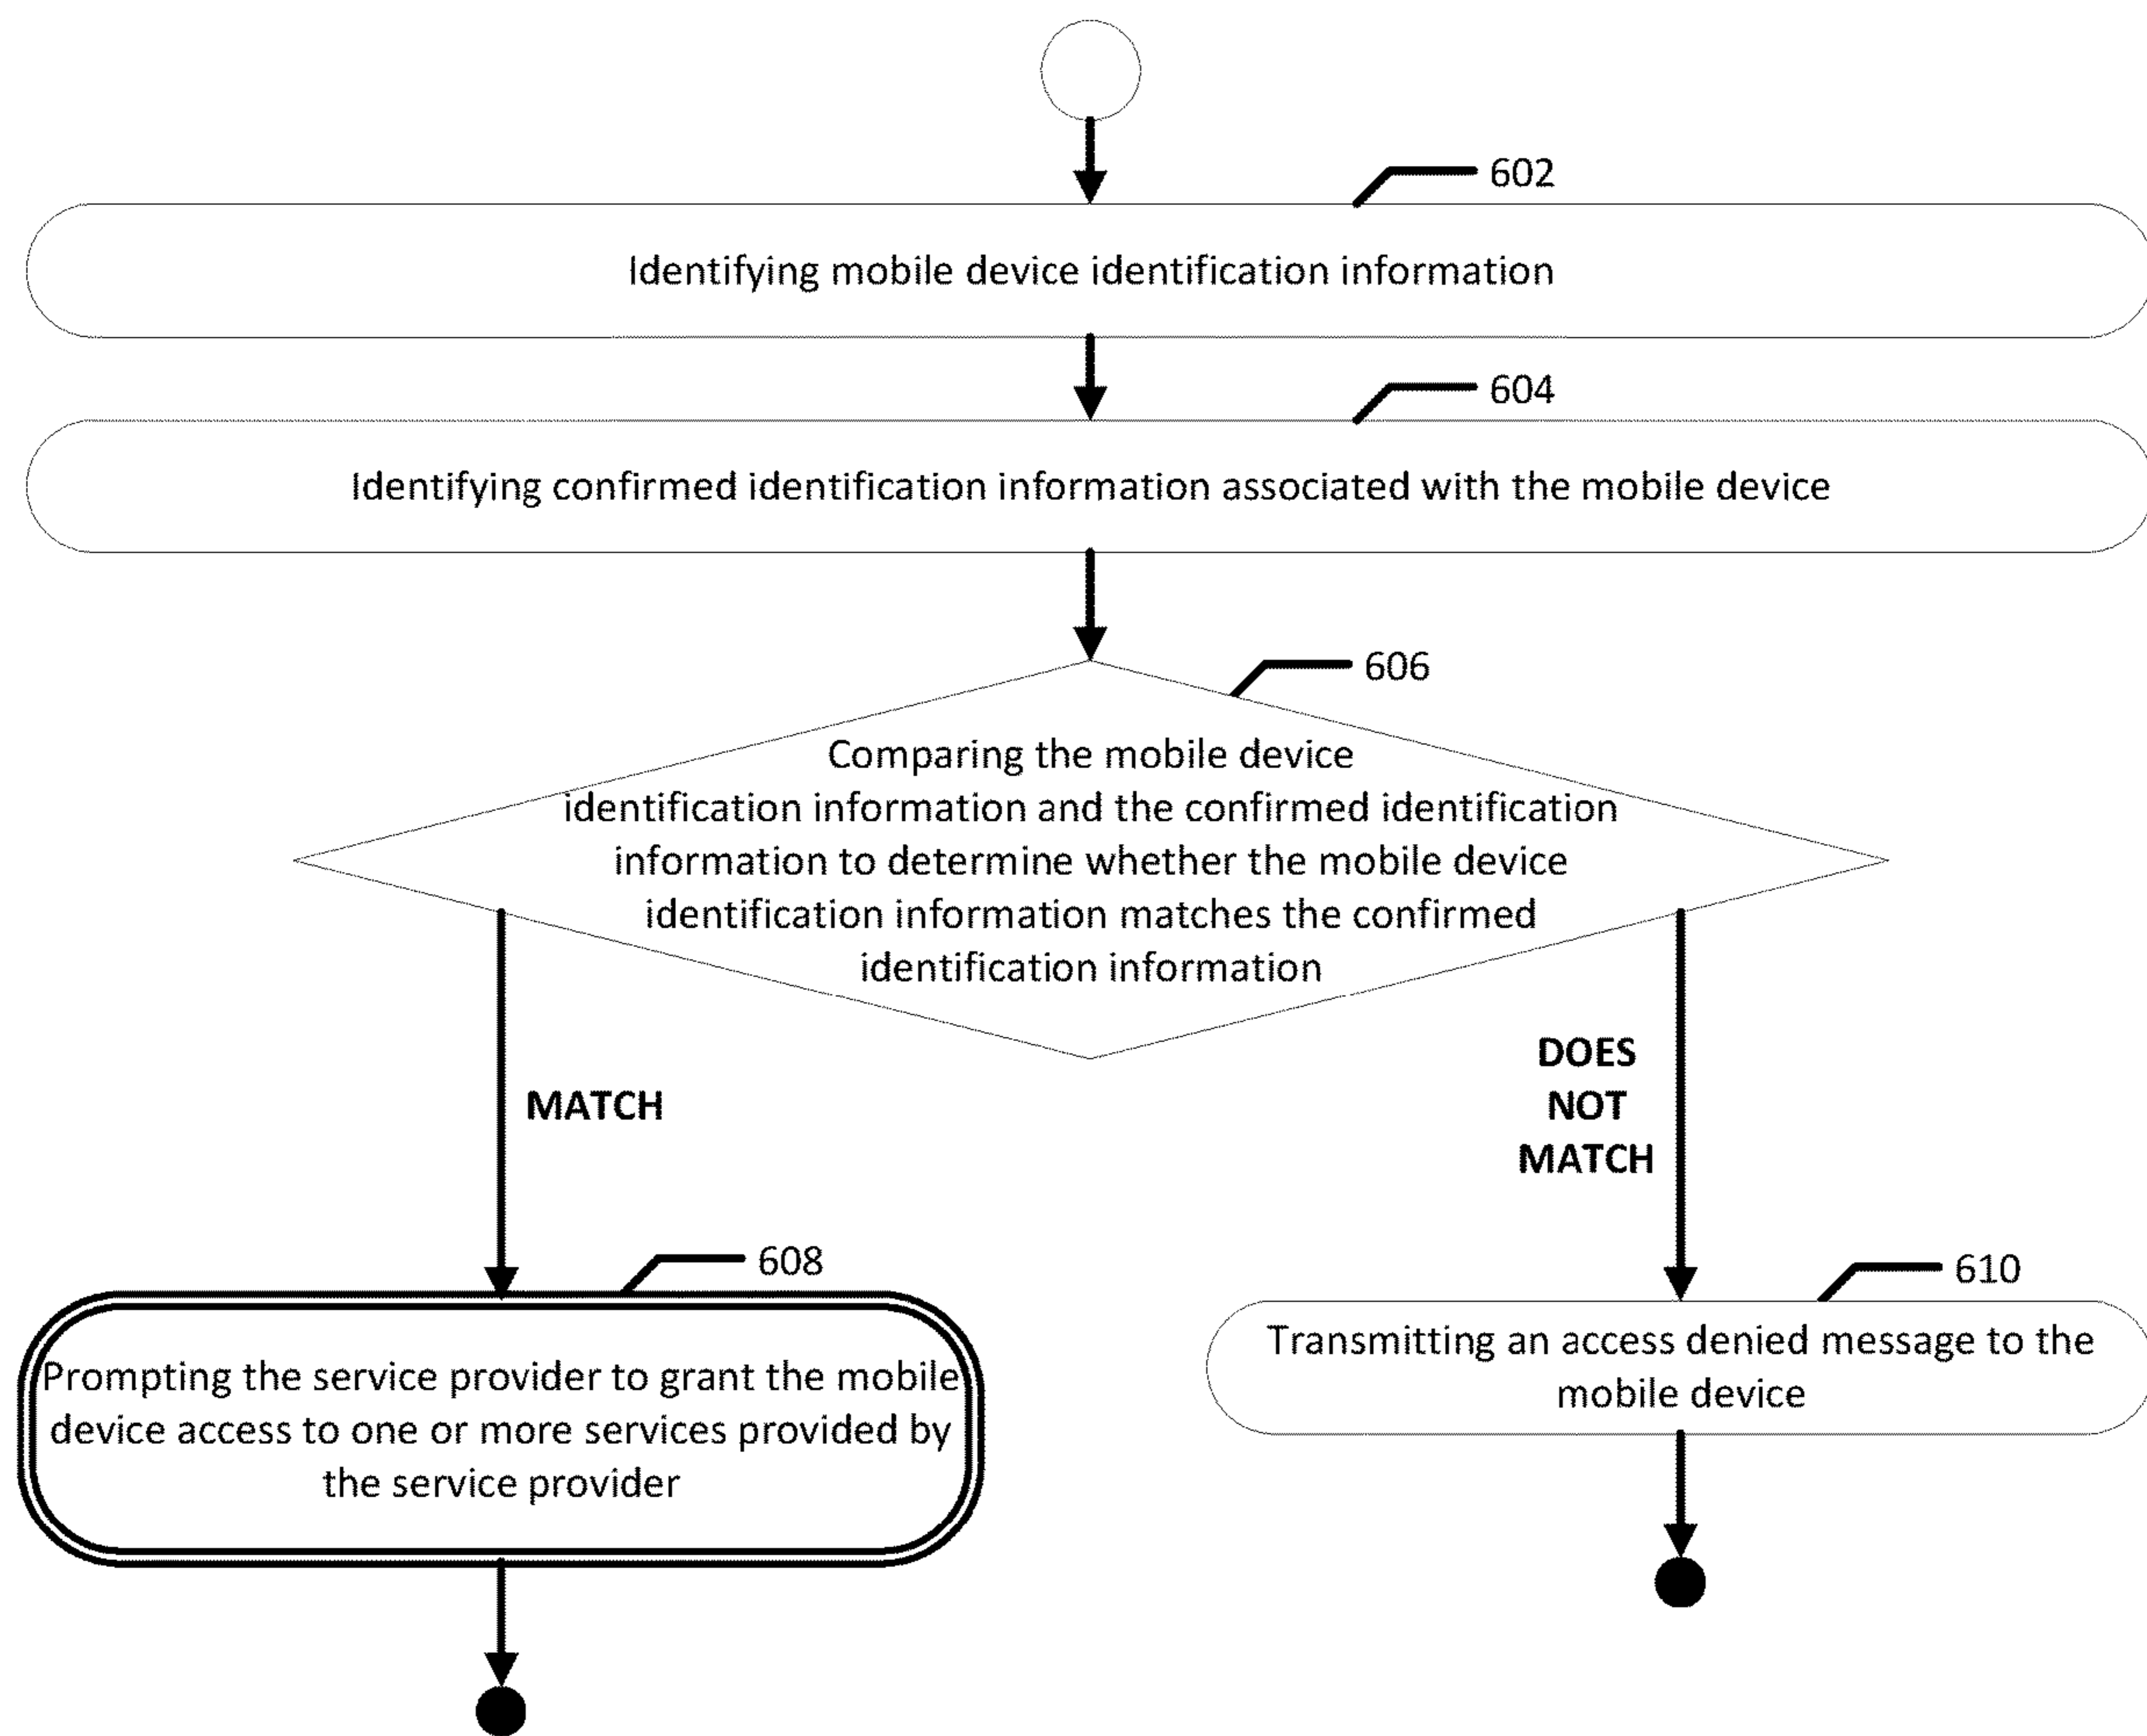 602
Identifying mobile device identification information
604
Identifying confirmed identification information associated with the mobile device
606
Comparing the mobile device
identification information and the confirmed identification
information to determine whether the mobile device
identification information matches the confirmed
identification information
MATCH
DOES
NOT
MATCH
608
Prompting the service provider to grant the mobile
device access to one or more services provided by
the service provider
610
Transmitting an access denied message to the
mobile device